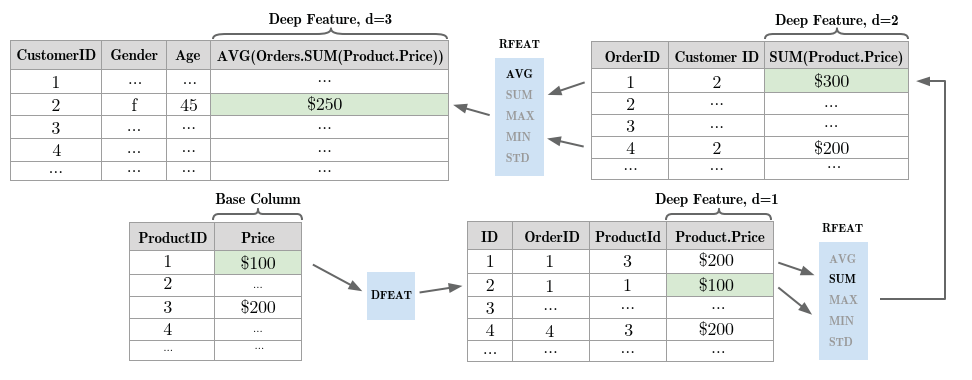 Deep Feature, d=3
CustomerID Gender Age AVG(Orders.SUM(Product.Price))
1 ... ... ...
2 f 45 $250
3 ... ... ...
4 ... ... ...
... ... ... ...
RFEAT
AVG
SUM
MAX
MIN
STD
Deep Feature, d=2
OrderID Customer ID SUM(Product.Price)
1 2 $300
2 ... ...
3 ... ...
4 2 $200
... ... ...
Base Column
ProductID Price
1 $100
2 ...
3 $200
4 ...
... ...
DFEAT
Deep Feature, d=1
ID OrderID ProductId Product.Price
1 1 3 $200
2 1 1 $100
3 ... ... ...
4 4 3 $200
... ... ... ...
RFEAT
AVG
SUM
MAX
MIN
STD